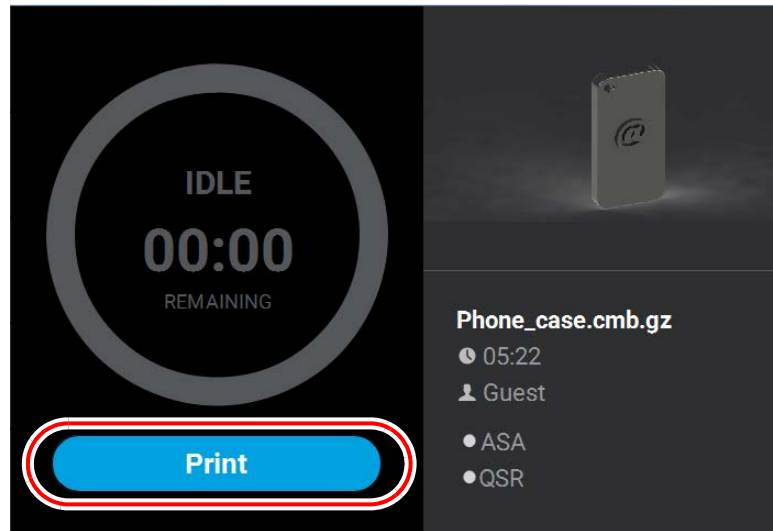 IDLE
00:00
REMAINING
Print
@
Phone_case.cmb.gz
05:22
Guest
ASA
QSR